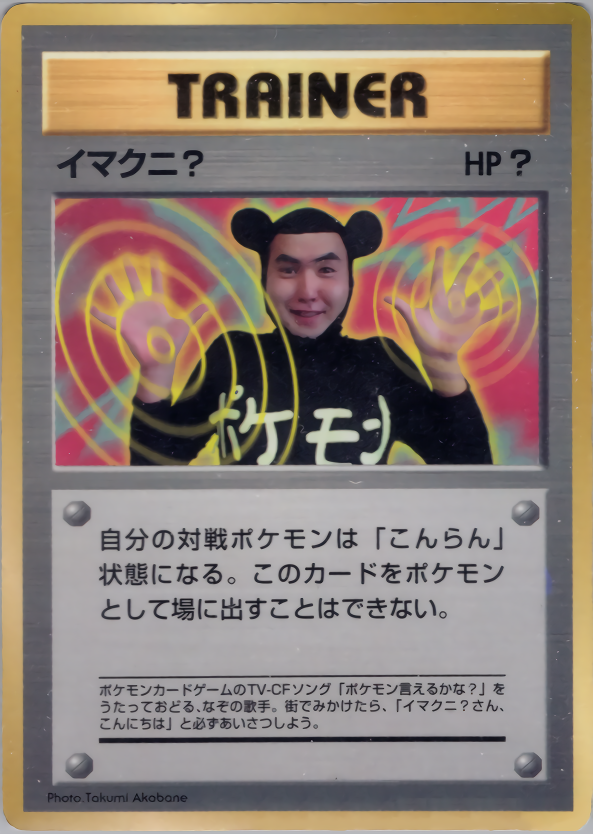 TRAINER
イマクニ？ HP ?
ポケモン
自分の対戦ポケモンは「こんらん」
状態になる。このカードをポケモン
として場に出すことはできない。
ポケモンカードゲームのTV-CFソング「ポケモン言えるかな？」を
うたっておどる、なぞの歌手。街でみかけたら、「イマクニ？さん、
こんにちは」と必ずあいさつしよう。
Photo.Takumi Akabane